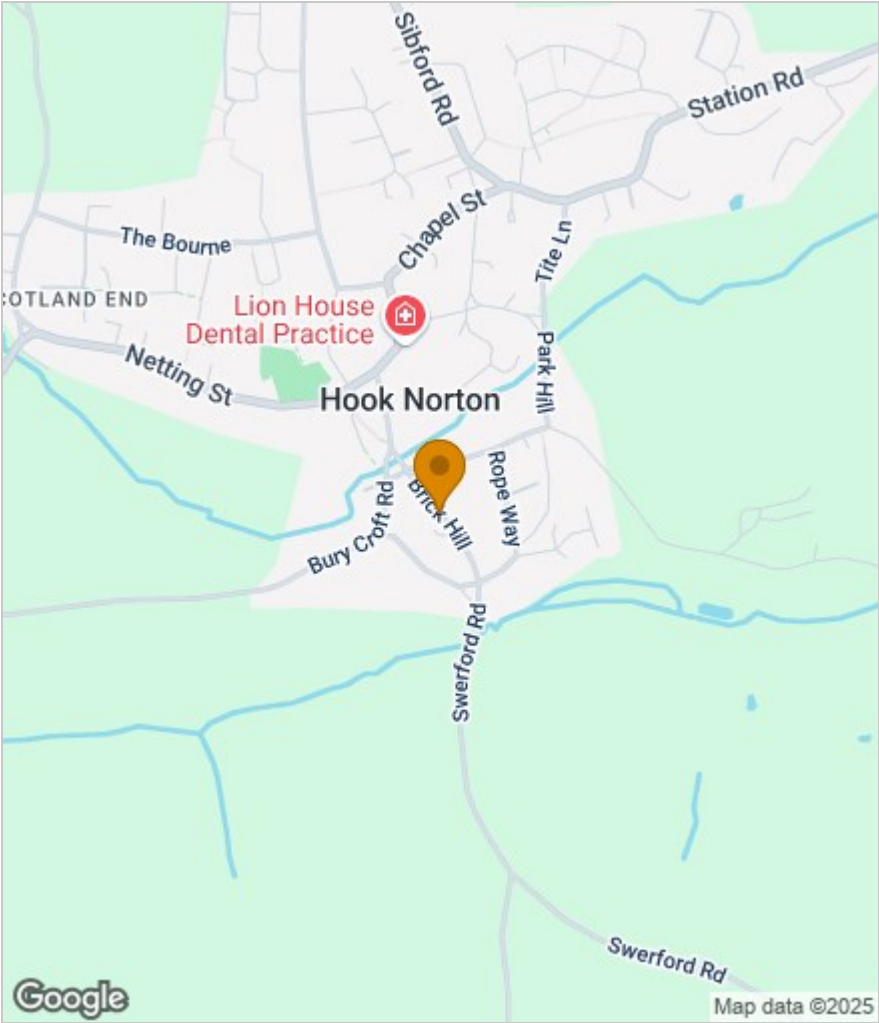 Sibford Rd
Station Rd
Chapel St
The Bourne
Tite Ln
COTLAND END
Lion House
Dental Practice
Netting St
Park Hill
Hook Norton
Rope Way
Brick Hill
Bury Croft Rd
Swerford Rd
Swerford Rd
Google
Map data ©2025